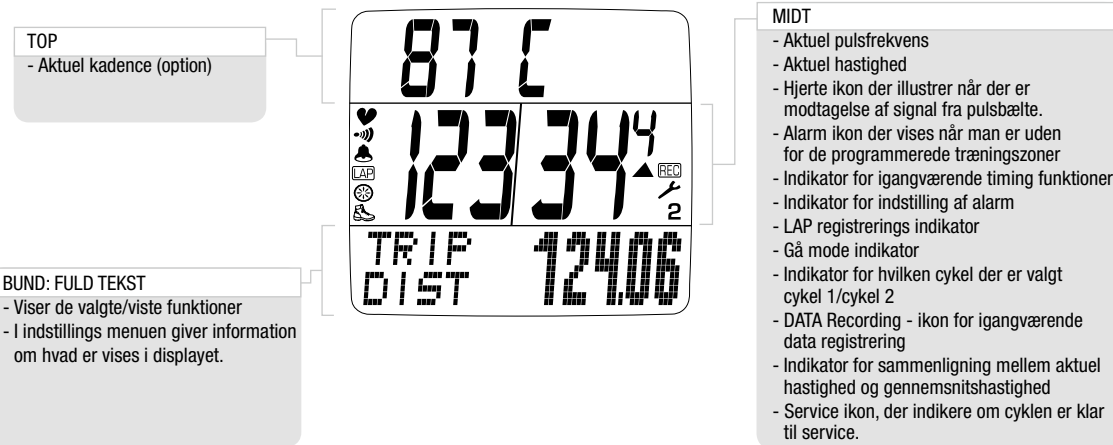 TOP
- Aktuel kadence (option)
87 C
LAP
123 34 4
REC
2
TRIP
DIST 124.06
BUND: FULD TEKST
- Viser de valgte/viste funktioner
- I indstillings menuen giver information
om hvad er vises i displayet.
MIDT
- Aktuel pulsfrekvens
- Aktuel hastighed
- Hjerte ikon der illustrer når der er
modtagelse af signal fra pulsbælte.
- Alarm ikon der vises når man er uden
for de programmerede træningszoner
- Indikator for igangværende timing funktioner
- Indikator for indstilling af alarm
- LAP registrerings indikator
- Gå mode indikator
- Indikator for hvilken cykel der er valgt
cykel 1/cykel 2
- DATA Recording - ikon for igangværende
data registrering
- Indikator for sammenligning mellem aktuel
hastighed og gennemsnitshastighed
- Service ikon, der indikere om cyklen er klar
til service.